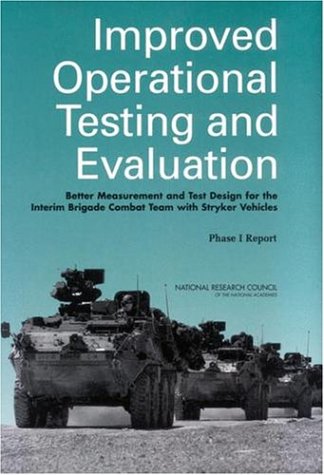 Improved
Operational
Testing and
Evaluation
Better Measurement and Test Design for the
Interim Brigade Combat Team with Stryker Vehicles
Phase I Report
NATIONAL RESEARCH COUNCIL
OF THE NATIONAL ACADEMIES